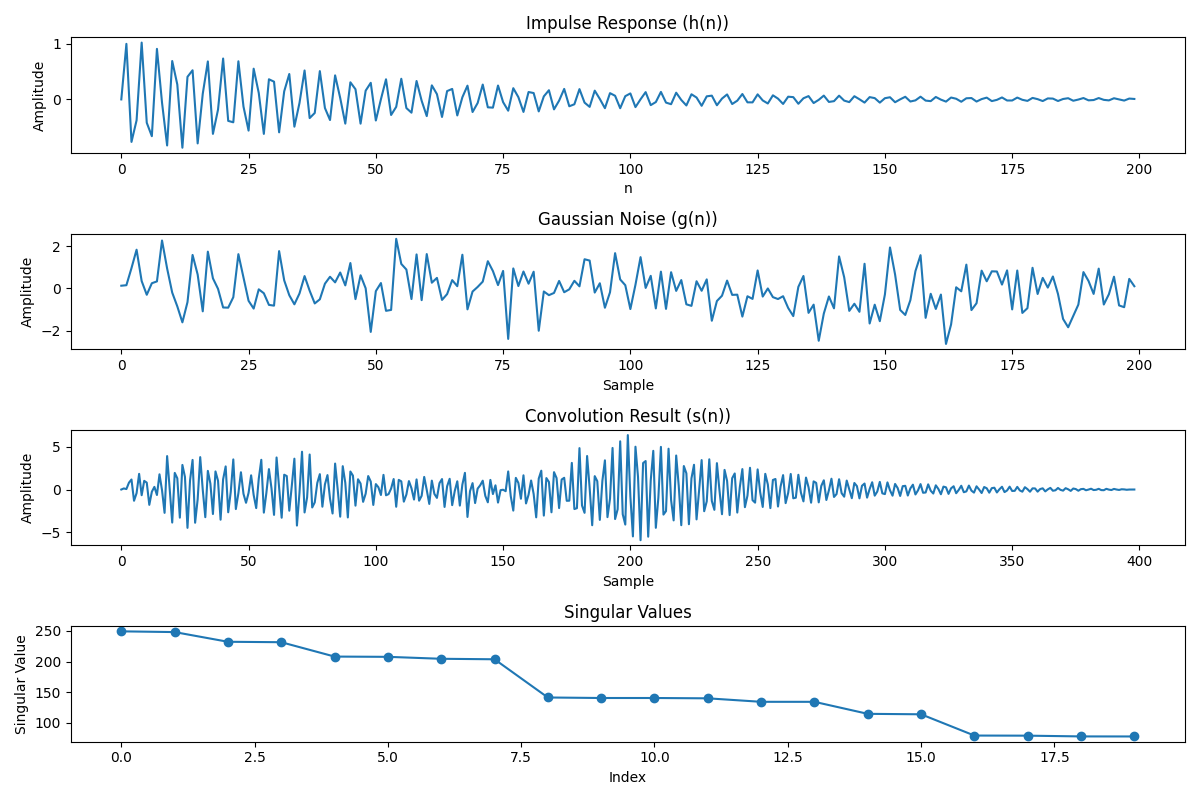 Impulse Response (h(n))
Amplitude
1
0
0 25 50 75 100 125 150 175 200
n
Gaussian Noise (g(n))
Amplitude
2
0
−2
0 25 50 75 100 125 150 175 200
Sample
Convolution Result (s(n))
Amplitude
5
0
−5
0 50 100 150 200 250 300 350 400
Sample
Singular Values
Singular Value
250
200
150
100
0.0 2.5 5.0 7.5 10.0 12.5 15.0 17.5
Index